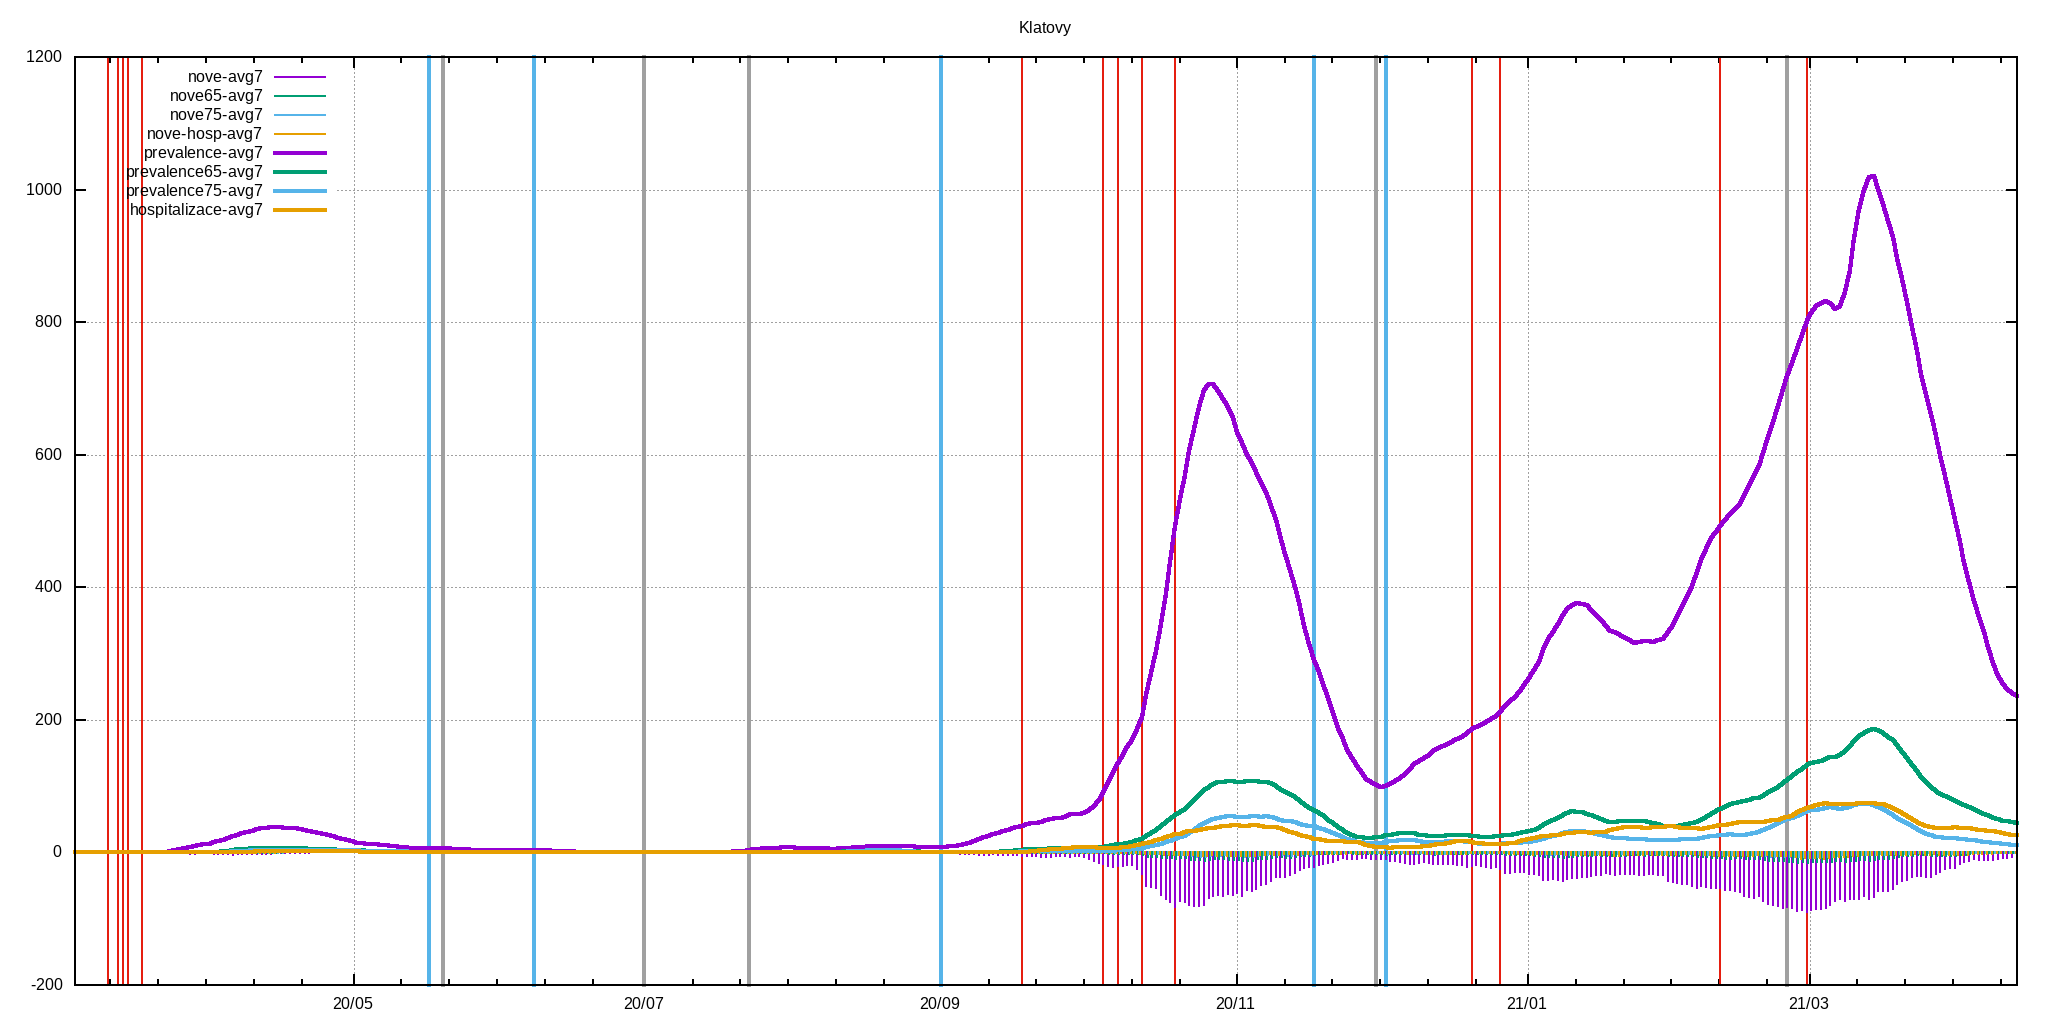 Klatovy
1200
1000
800
600
400
200
0
-200
nove-avg7
nove65-avg7
nove75-avg7
nove-hosp-avg7
prevalence-avg7
prevalence65-avg7
prevalence75-avg7
hospitalizace-avg7
20/05 20/07 20/09 20/11 21/01 21/03